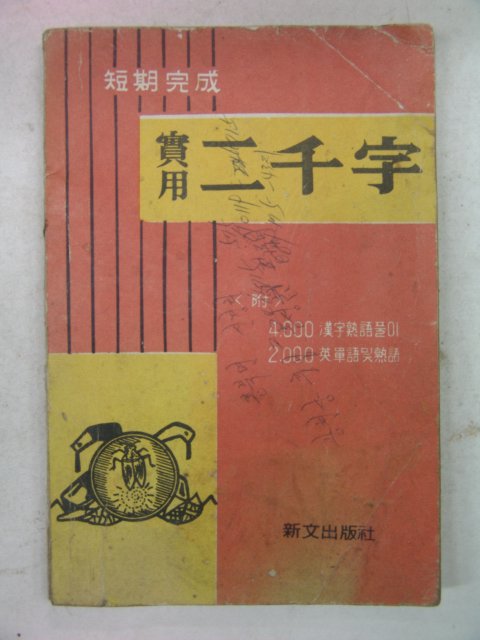 短期完成
實用 二千字
<附>
4.000 漢字熟語풀이
2.000 英單語및熟語
新文出版社